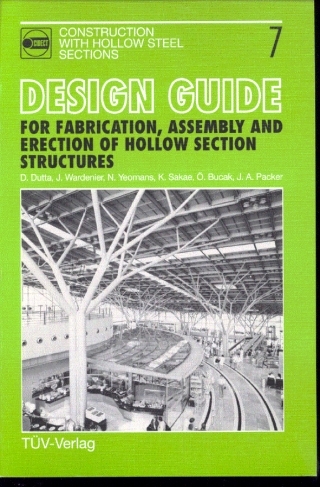 CIDECT
CONSTRUCTION
WITH HOLLOW STEEL
SECTIONS
7
DESIGN GUIDE
FOR FABRICATION, ASSEMBLY AND
ERECTION OF HOLLOW SECTION
STRUCTURES
D. Dutta, J. Wardenier, N. Yeomans, K. Sakae, Ö. Bucak, J. A. Packer
TÜV-Verlag